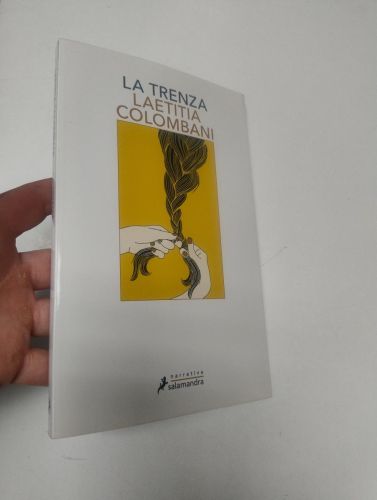 LA TRENZA
LAETITIA
COLOMBANI
narrativa
salamandra